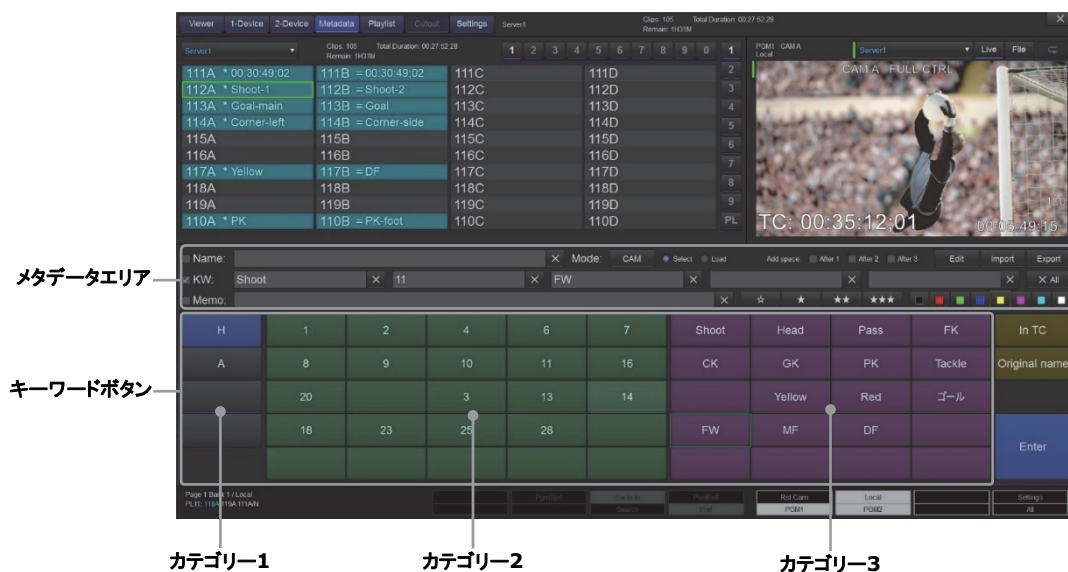 Viewer 1-Device 2-Device Metadata Playlist Cutout Settings Server1 Clips: 105 Total Duration: 00:27:52:28
Remain: 1H31M
Server1 Clips: 105 Total Duration: 00:27:52:28 1 2 3 4 5 6 7 8 9 0 1
Remain: 1H31M
PGM1 CAM A Server1 Live File
Local
111A * 00:30:49;02 111B = 00:30:49;02 111C 111D 2
112A * Shoot-1 112B = Shoot-2 112C 112D 3
113A * Goal-main 113B = Goal 113C 113D 4
114A * Corner-left 114B = Corner-side 114C 114D 5
115A 115B 115C 115D 6
116A 116B 116C 116D
117A * Yellow 117B = DF 117C 117D 7
118A 118B 118C 118D 8
119A 119B 119C 119D 9
110A * PK 110B = PK-foot 110C 110D PL
CAM A FULL CTRL
TC: 00:35:12:01
メタデータエリア
Name: Mode: CAM Select Load Add space: After 1 After 2 After 3 Edit Import Export
KW: Shoot 11 FW All
Memo: ☆ ★ ★★ ★★★
キーワードボタン
H 1 2 4 6 7 Shoot Head Pass FK In TC
A 8 9 10 11 16 CK GK PK Tackle Original name
20 3 13 14 Yellow Red ゴール
18 23 25 28 FW MF DF Enter
Page 1 Bank 1 / Local
PL11: 118A 119A 111A/N
Search
Rst Cam Local Settings
PGM1 PGM2 All
カテゴリー1 カテゴリー2 カテゴリー3